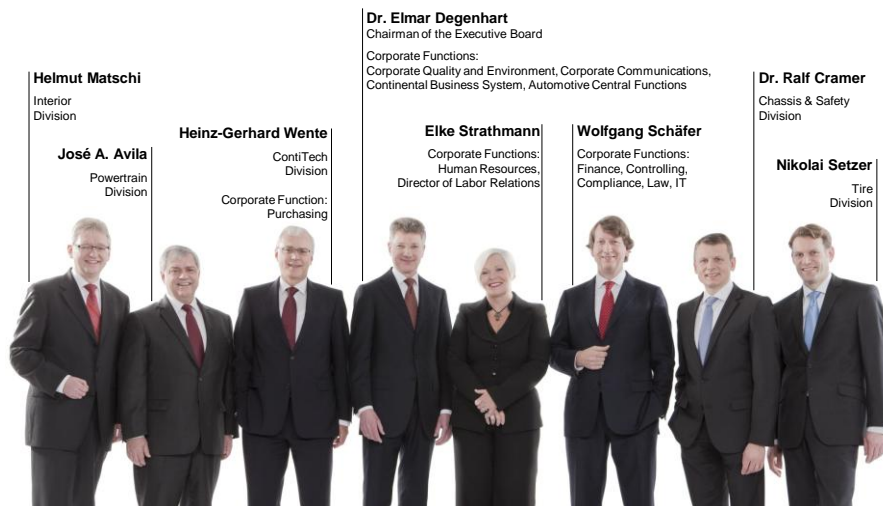 Dr. Elmar Degenhart
Chairman of the Executive Board
Corporate Functions:
Corporate Quality and Environment, Corporate Communications,
Continental Business System, Automotive Central Functions
Helmut Matschi
Interior
Division
José A. Avila
Powertrain
Division
Heinz-Gerhard Wente
ContiTech
Division
Corporate Function:
Purchasing
Elke Strathmann
Corporate Functions:
Human Resources,
Director of Labor Relations
Wolfgang Schäfer
Corporate Functions:
Finance, Controlling,
Compliance, Law, IT
Dr. Ralf Cramer
Chassis & Safety
Division
Nikolai Setzer
Tire
Division